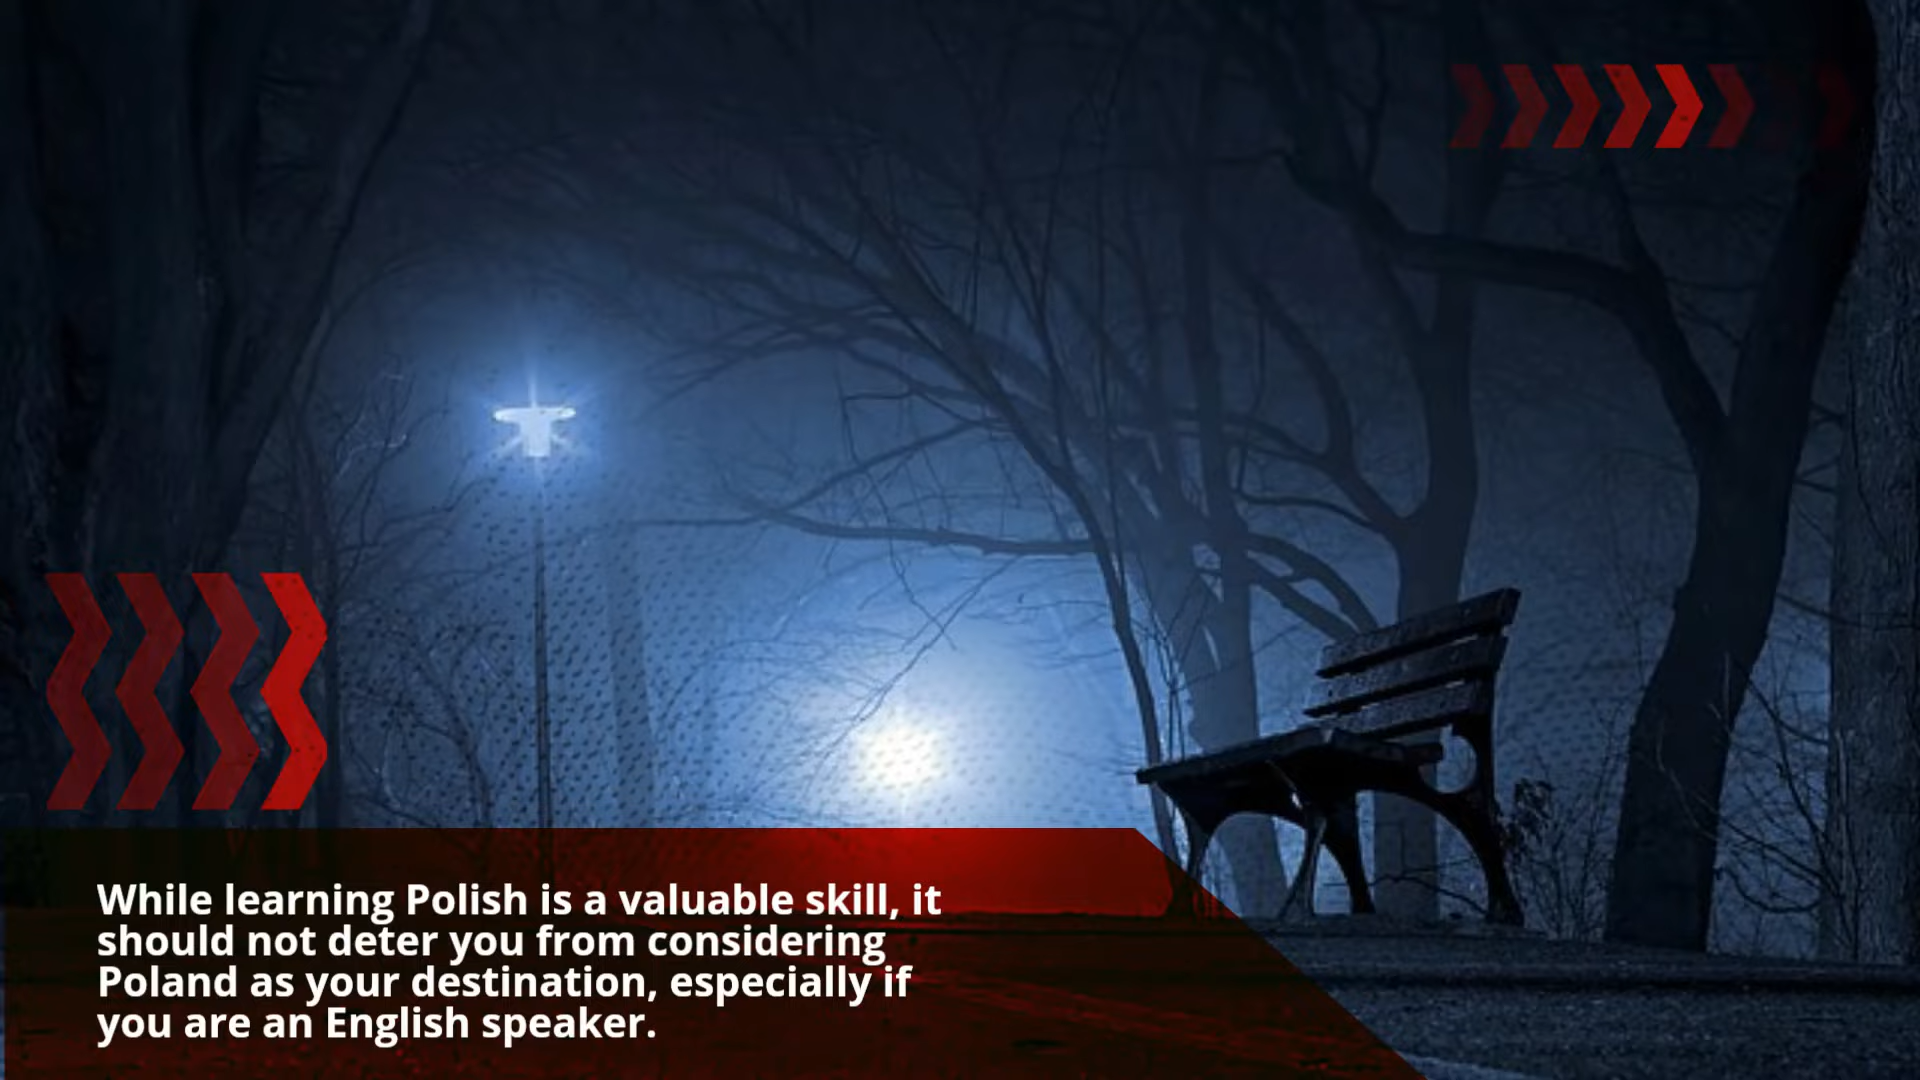 While learning Polish is a valuable skill, it
should not deter you from considering
Poland as your destination, especially if
you are an English speaker.